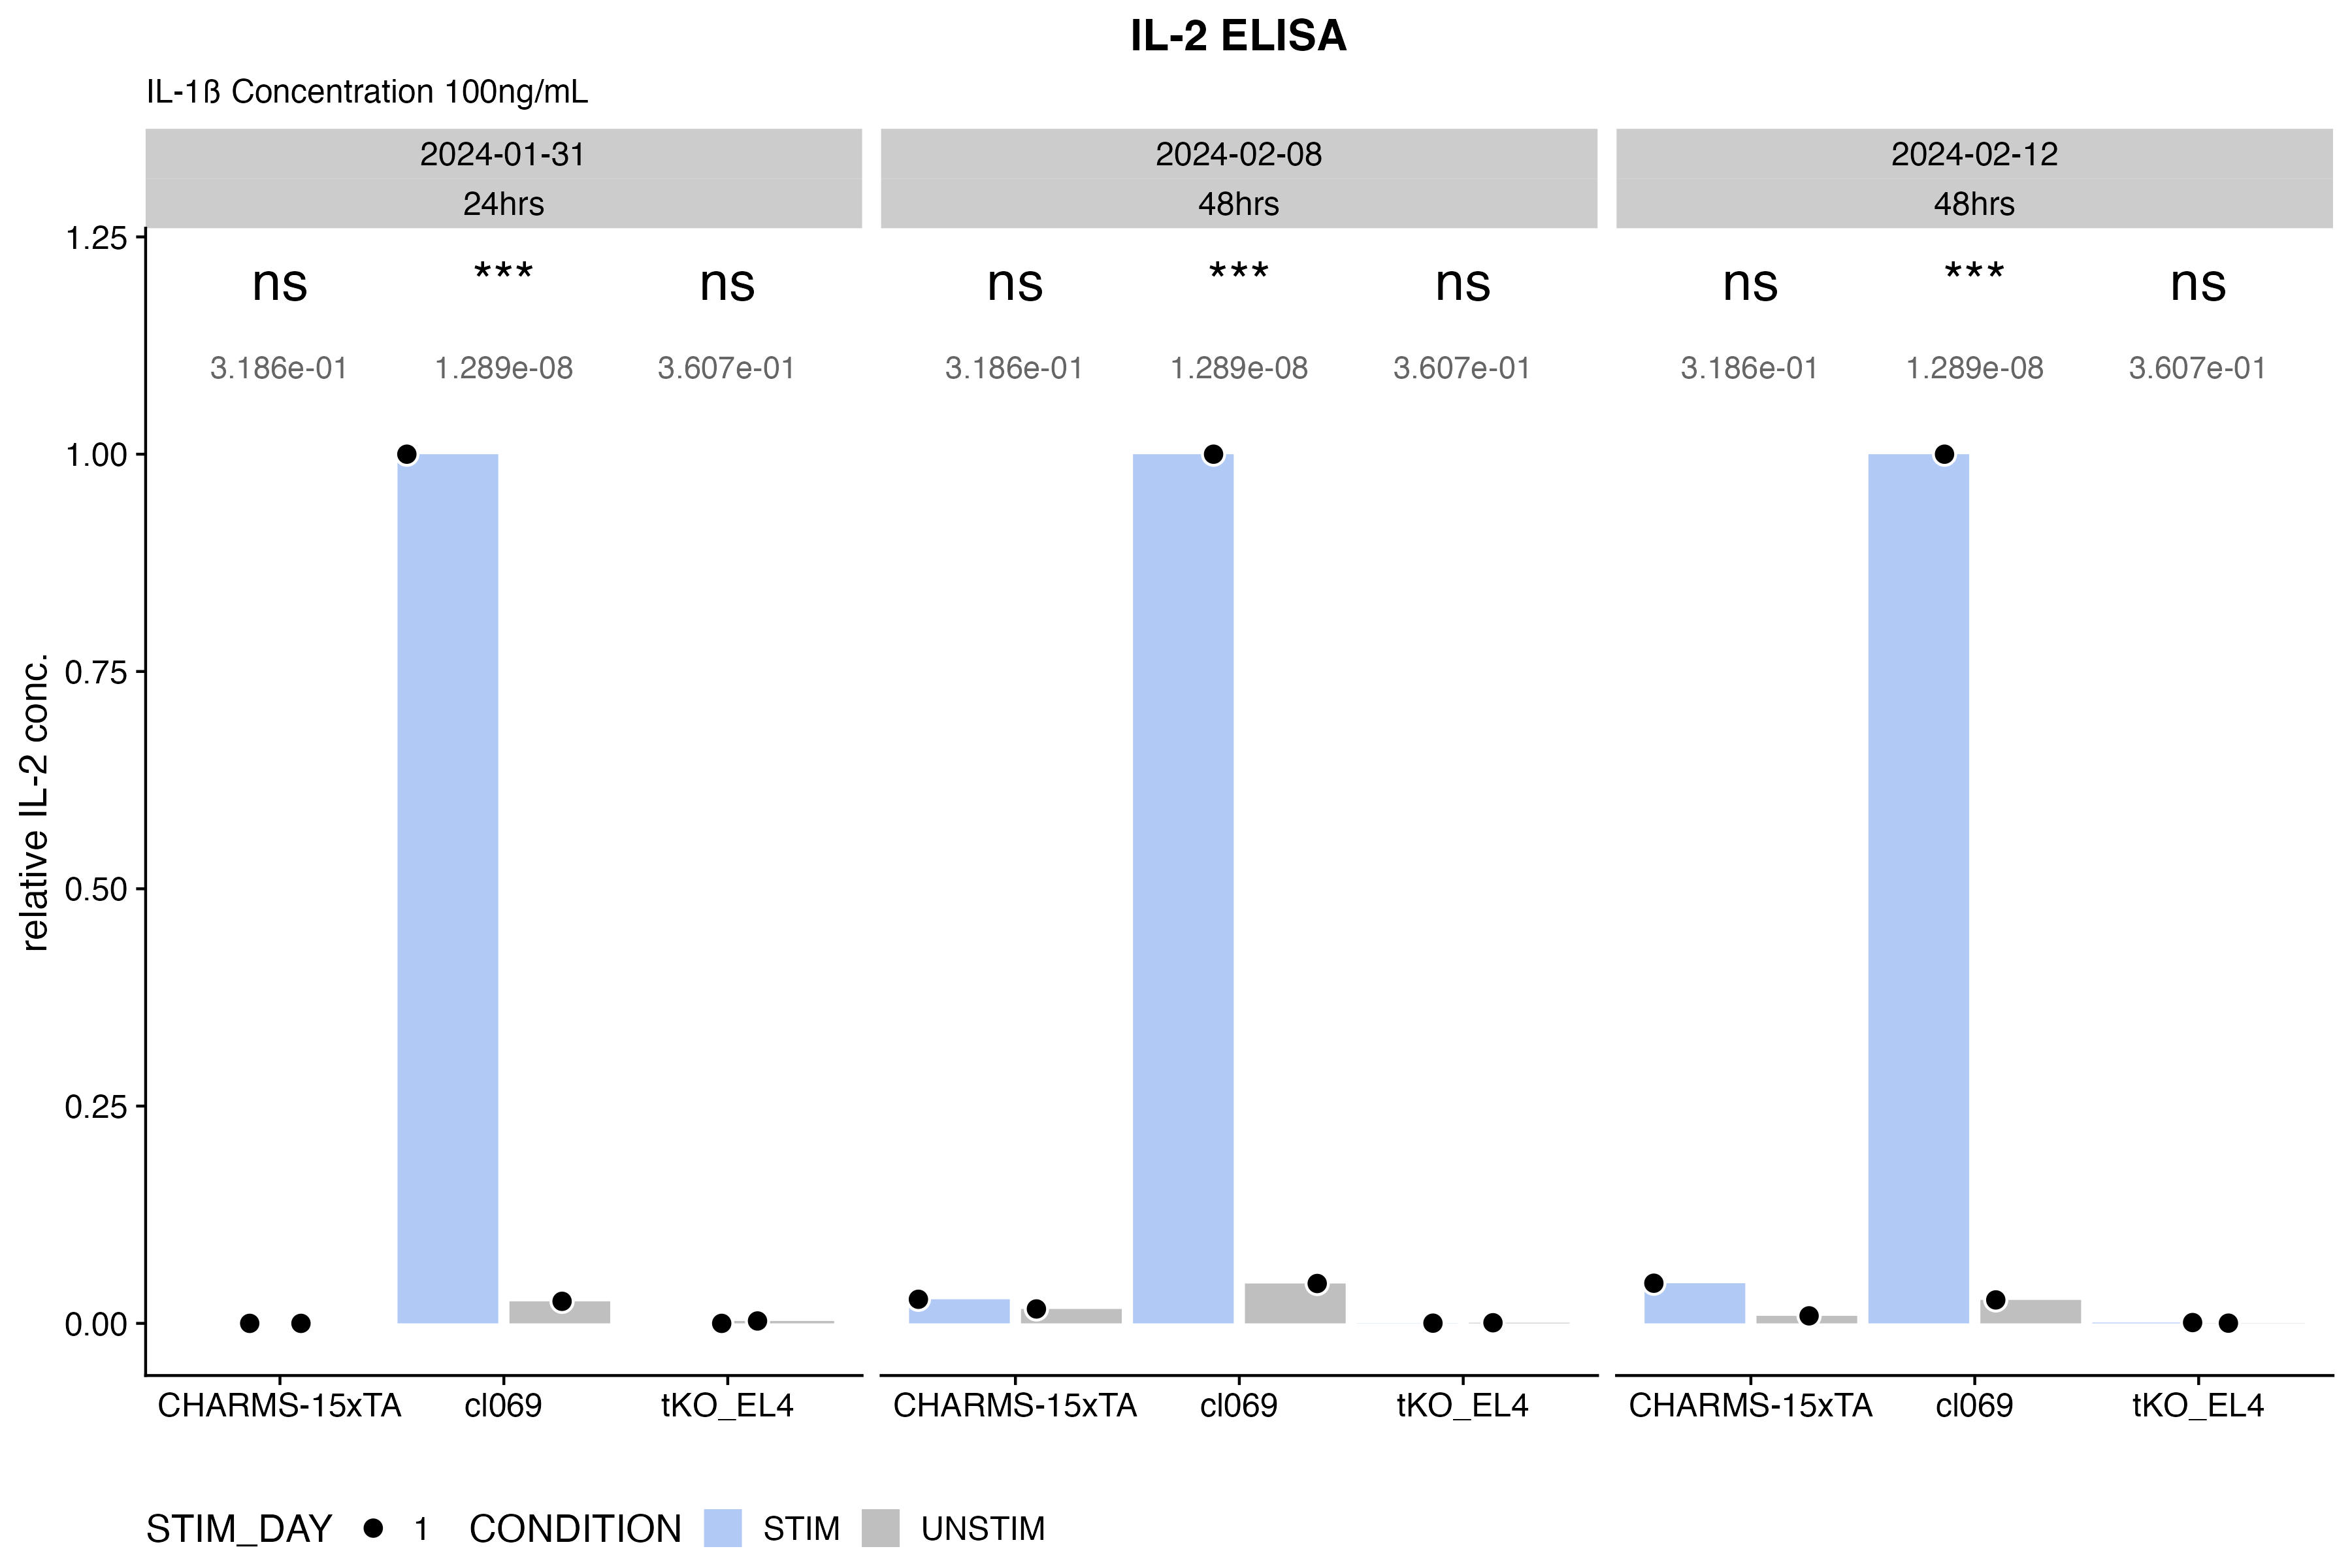 IL-2 ELISA
IL-1ß Concentration 100ng/mL
2024-01-31 2024-02-08 2024-02-12
24hrs 48hrs 48hrs
1.25
ns *** ns ns *** ns ns *** ns
3.186e-01 1.289e-08 3.607e-01 3.186e-01 1.289e-08 3.607e-01 3.186e-01 1.289e-08 3.607e-01
1.00
0.75
relative IL-2 conc.
0.50
0.25
0.00
CHARMS-15xTA cl069 tKO_EL4 CHARMS-15xTA cl069 tKO_EL4 CHARMS-15xTA cl069 tKO_EL4
STIM_DAY 1 CONDITION STIM UNSTIM